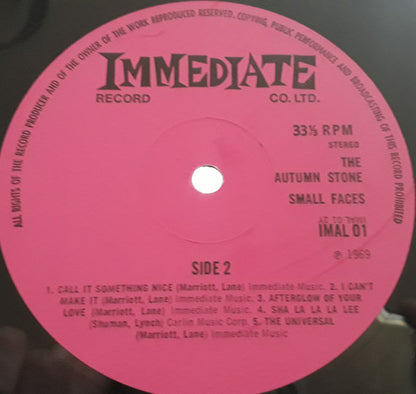 ALL RIGHTS OF THE RECORD PRODUCER AND OF THE OWNER OF THE WORK REPRODUCED RESERVED. COPYING, PUBLIC PERFORMANCE AND BROADCASTING OF THIS RECORD PROHIBITED
IMMEDIATE
RECORD CO. LTD.
33⅓ RPM
STEREO
THE
AUTUMN STONE
SMALL FACES
IMAL 01 2Y
IMAL 01
℗ 1969
SIDE 2
1. CALL IT SOMETHING NICE (Marriott, Lane) Immediate Music. 2. I CAN'T
MAKE IT (Marriott, Lane) Immediate Music. 3. AFTERGLOW OF YOUR
LOVE (Marriott, Lane) Immediate Music. 4. SHA LA LA LA LEE
(Shuman, Lynch) Carlin Music Corp. 5. THE UNIVERSAL
(Marriott, Lane) Immediate Music